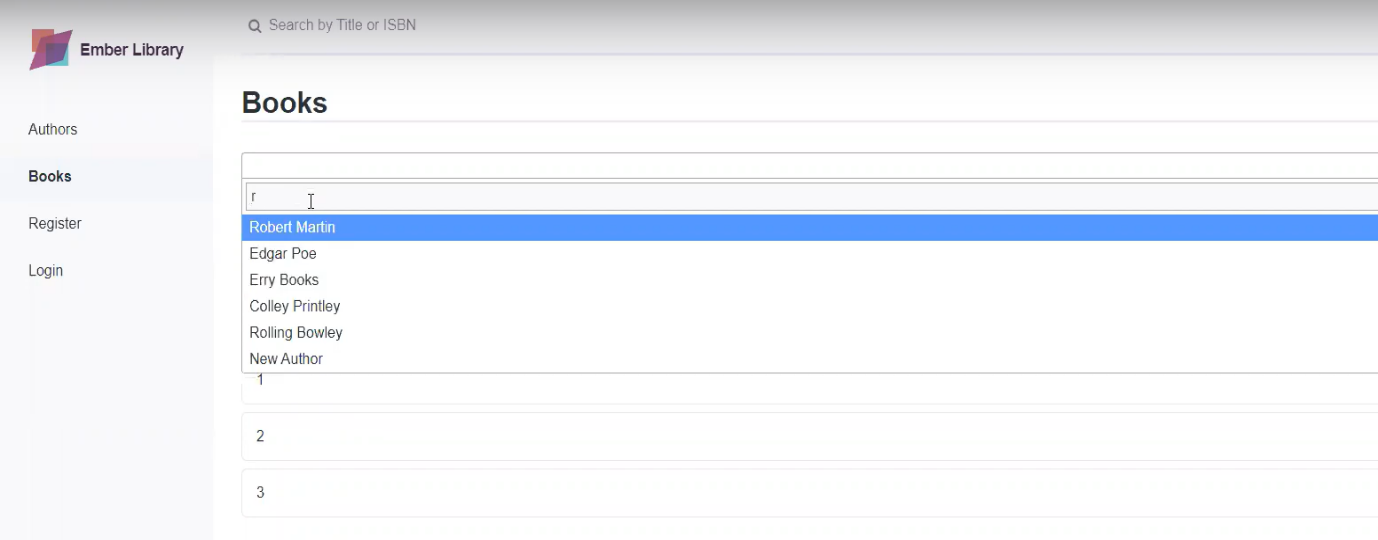 Ember Library
Search by Title or ISBN
Authors
Books
Register
Login
Books
r
Robert Martin
Edgar Poe
Erry Books
Colley Printley
Rolling Bowley
New Author
1
2
3